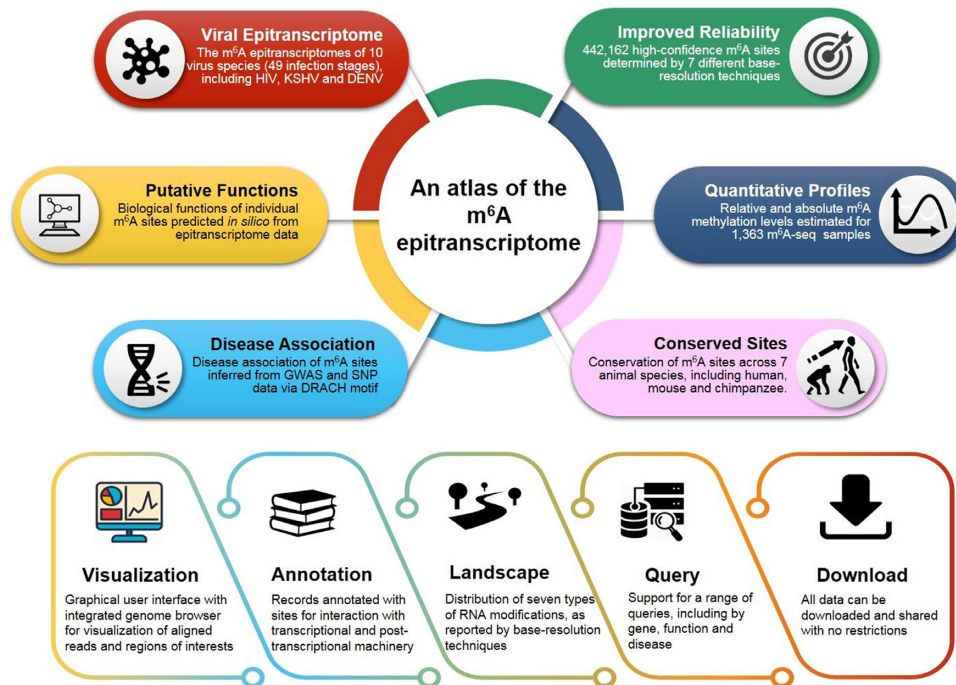 Viral Epitranscriptome
The m⁶A epitranscriptomes of 10
virus species (49 infection stages),
including HIV, KSHV and DENV
Improved Reliability
442,162 high-confidence m⁶A sites
determined by 7 different base-
resolution techniques
Putative Functions
Biological functions of individual
m⁶A sites predicted in silico from
epitranscriptome data
An atlas of the
m⁶A
epitranscriptome
Quantitative Profiles
Relative and absolute m⁶A
methylation levels estimated for
1,363 m⁶A-seq samples
Disease Association
Disease association of m⁶A sites
inferred from GWAS and SNP
data via DRACH motif
Conserved Sites
Conservation of m⁶A sites across 7
animal species, including human,
mouse and chimpanzee.
Visualization
Graphical user interface with
integrated genome browser
for visualization of aligned
reads and regions of interests
Annotation
Records annotated with
sites for interaction with
transcriptional and post-
transcriptional machinery
Landscape
Distribution of seven types
of RNA modifications, as
reported by base-resolution
techniques
Query
Support for a range of
queries, including by
gene, function and
disease
Download
All data can be
downloaded and shared
with no restrictions